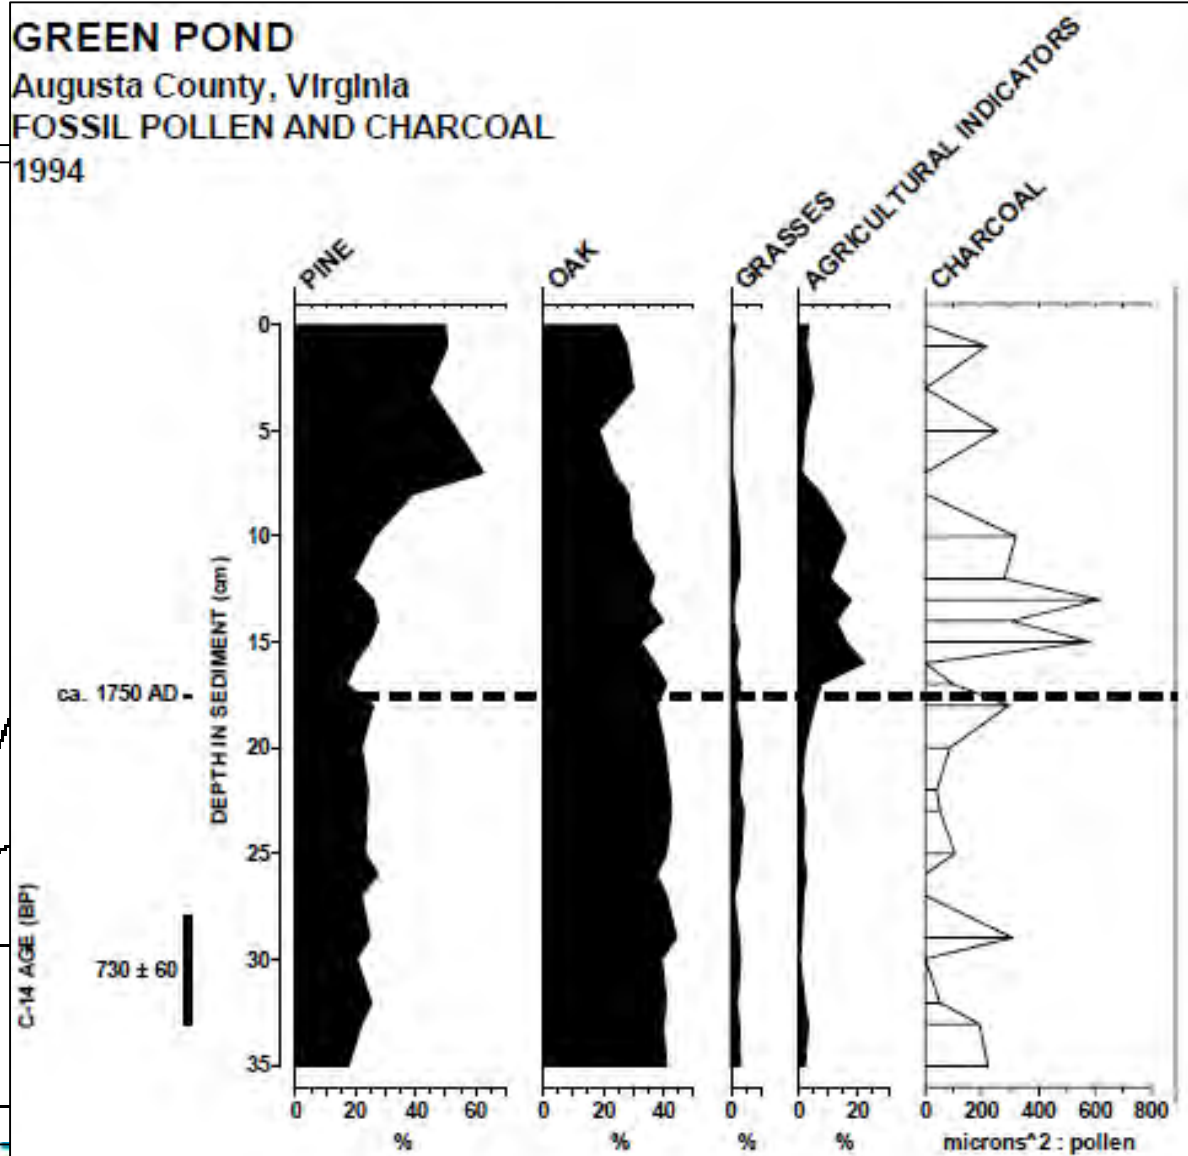 GREEN POND
Augusta County, Virginia
FOSSIL POLLEN AND CHARCOAL
1994
PINE
OAK
GRASSES
AGRICULTURAL INDICATORS
CHARCOAL
0
5
10
15
ca. 1750 AD
20
25
30
35
DEPTH IN SEDIMENT (cm)
C-14 AGE (BP)
730 ± 60
0 20 40 60
0 20 40
0
0 20
0 200 400 600 800
% % % % microns^2 : pollen